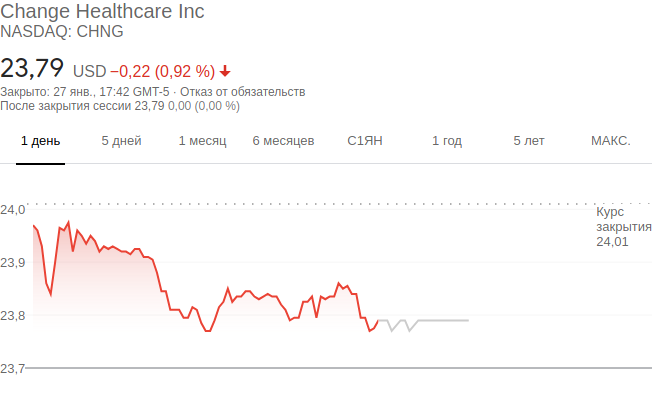 Change Healthcare Inc
NASDAQ: CHNG
23,79 USD −0,22 (0,92 %)
Закрыто: 27 янв., 17:42 GMT-5 · Отказ от обязательств
После закрытия сессии 23,79 0,00 (0,00 %)
1 день 5 дней 1 месяц 6 месяцев С1ЯН 1 год 5 лет МАКС.
24,0
Курс
закрытия
24,01
23,9
23,8
23,7